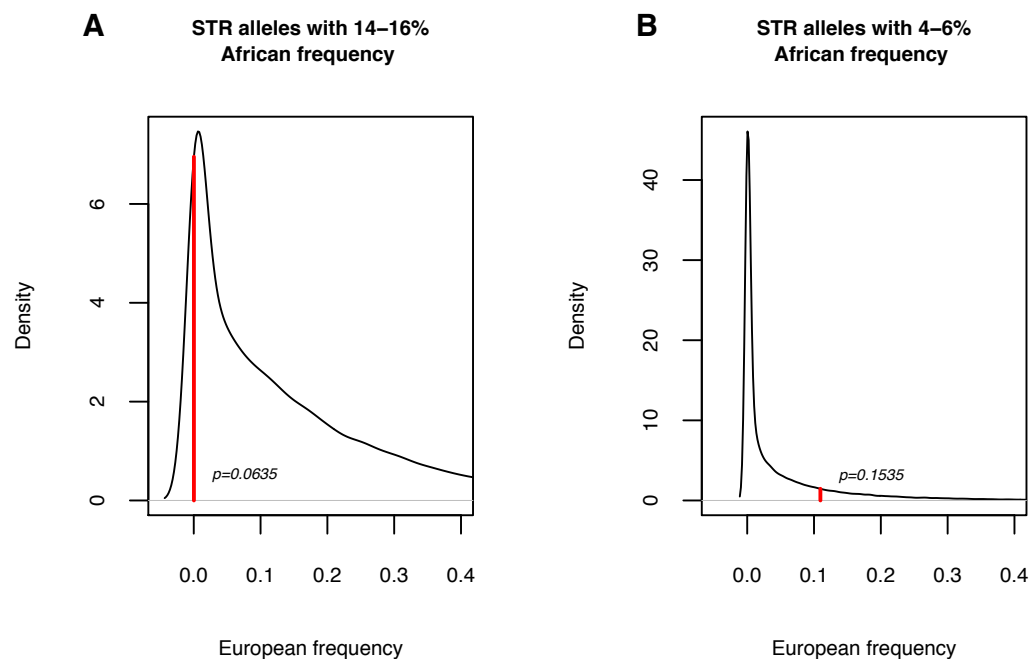 A
STR alleles with 14–16%
African frequency
Density
6
4
2
0
p=0.0635
0.0 0.1 0.2 0.3 0.4
European frequency
B
STR alleles with 4–6%
African frequency
Density
40
30
20
10
0
p=0.1535
0.0 0.1 0.2 0.3 0.4
European frequency